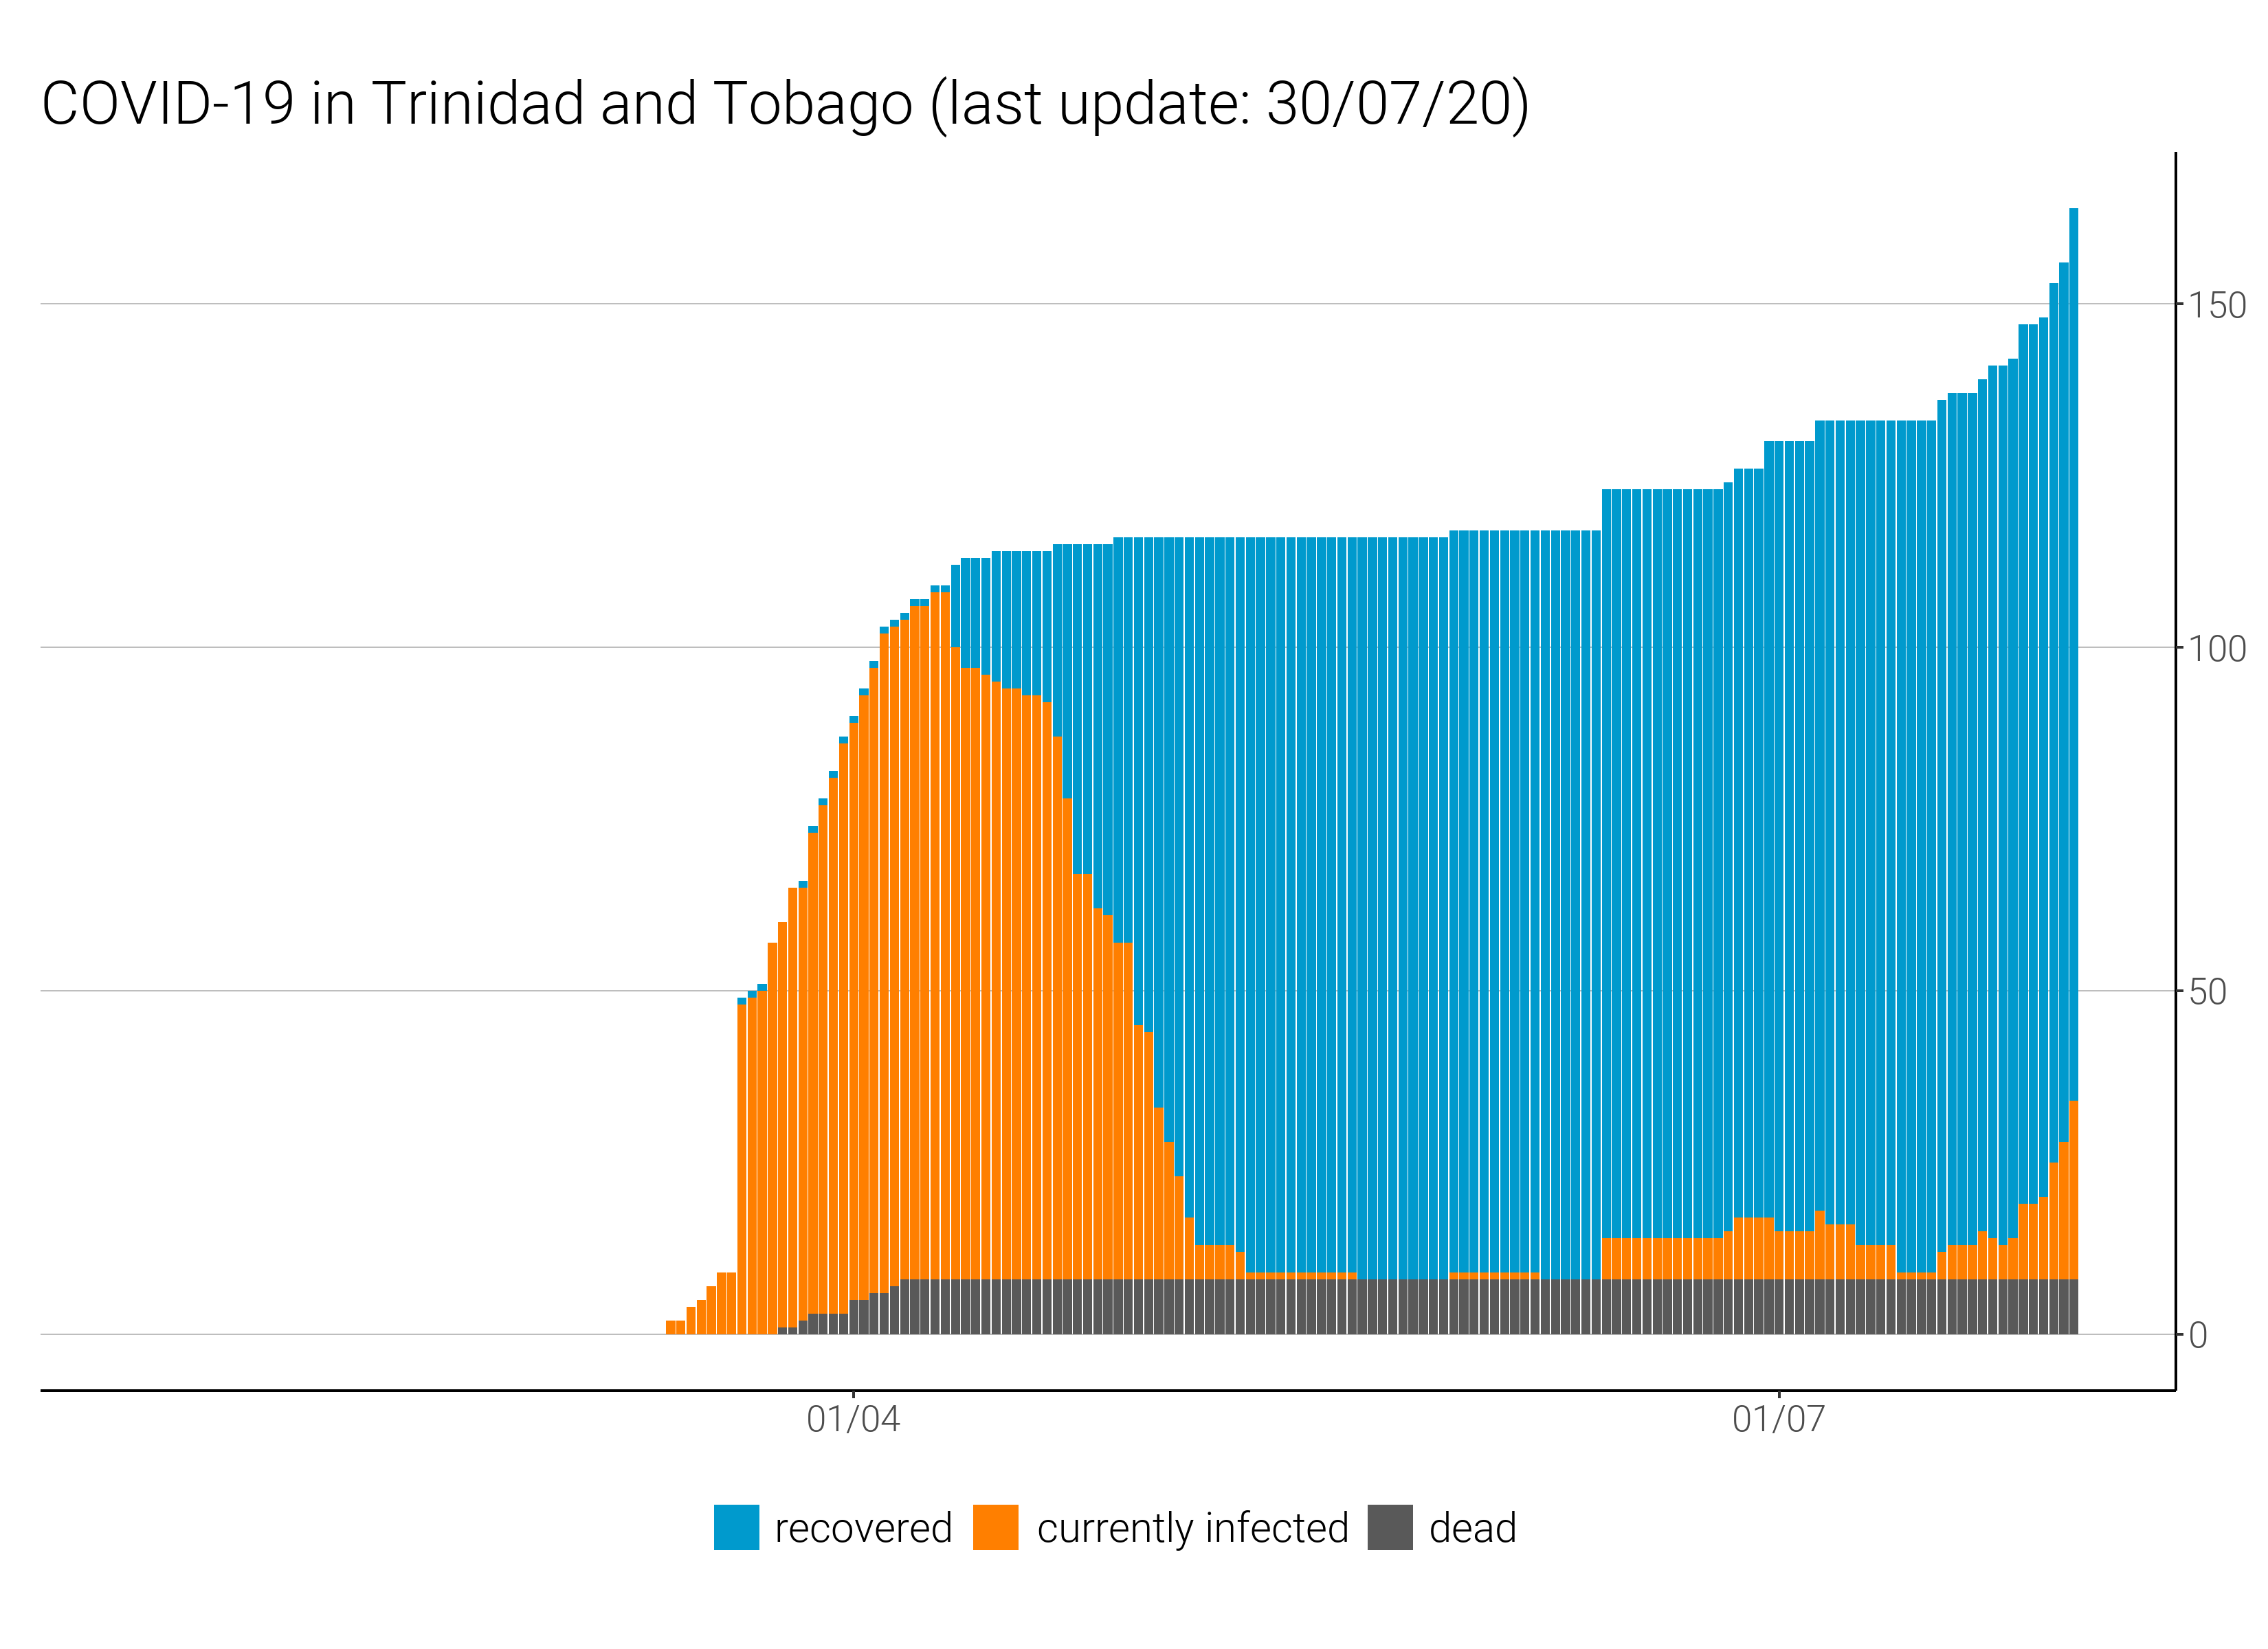 COVID-19 in Trinidad and Tobago (last update: 30/07/20)
150
100
50
0
01/04 01/07
recovered currently infected dead